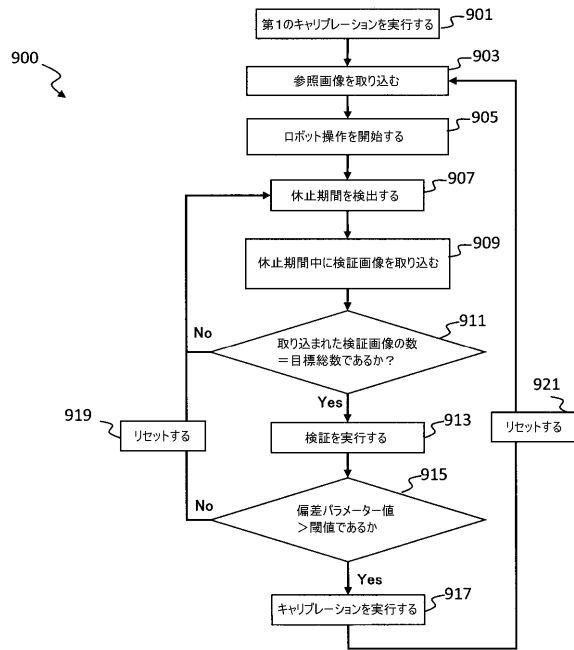 900
第1のキャリブレーションを実行する
901
参照画像を取り込む
903
ロボット操作を開始する
905
休止期間を検出する
907
休止期間中に検証画像を取り込む
909
取り込まれた検証画像の数
=目標総数であるか?
911
No
Yes
検証を実行する
913
リセットする
919
リセットする
921
偏差パラメーター値
>閾値であるか
915
No
Yes
キャリブレーションを実行する
917